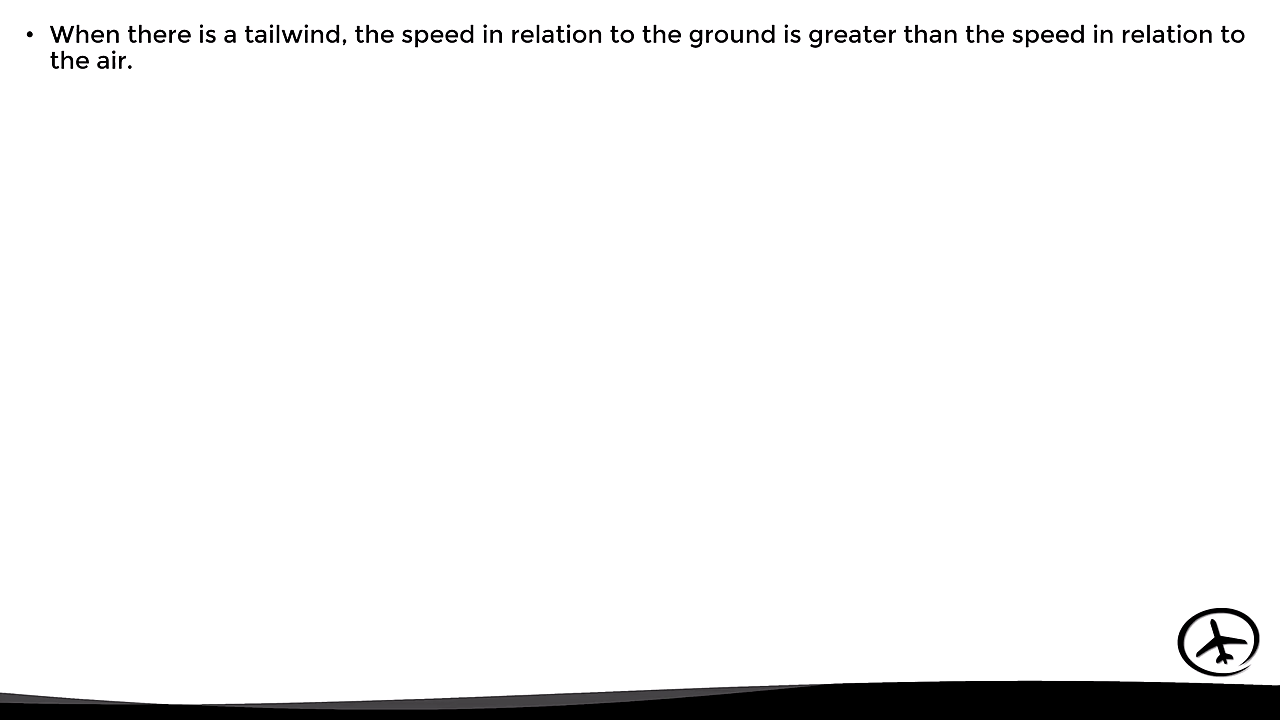 • When there is a tailwind, the speed in relation to the ground is greater than the speed in relation to
the air.